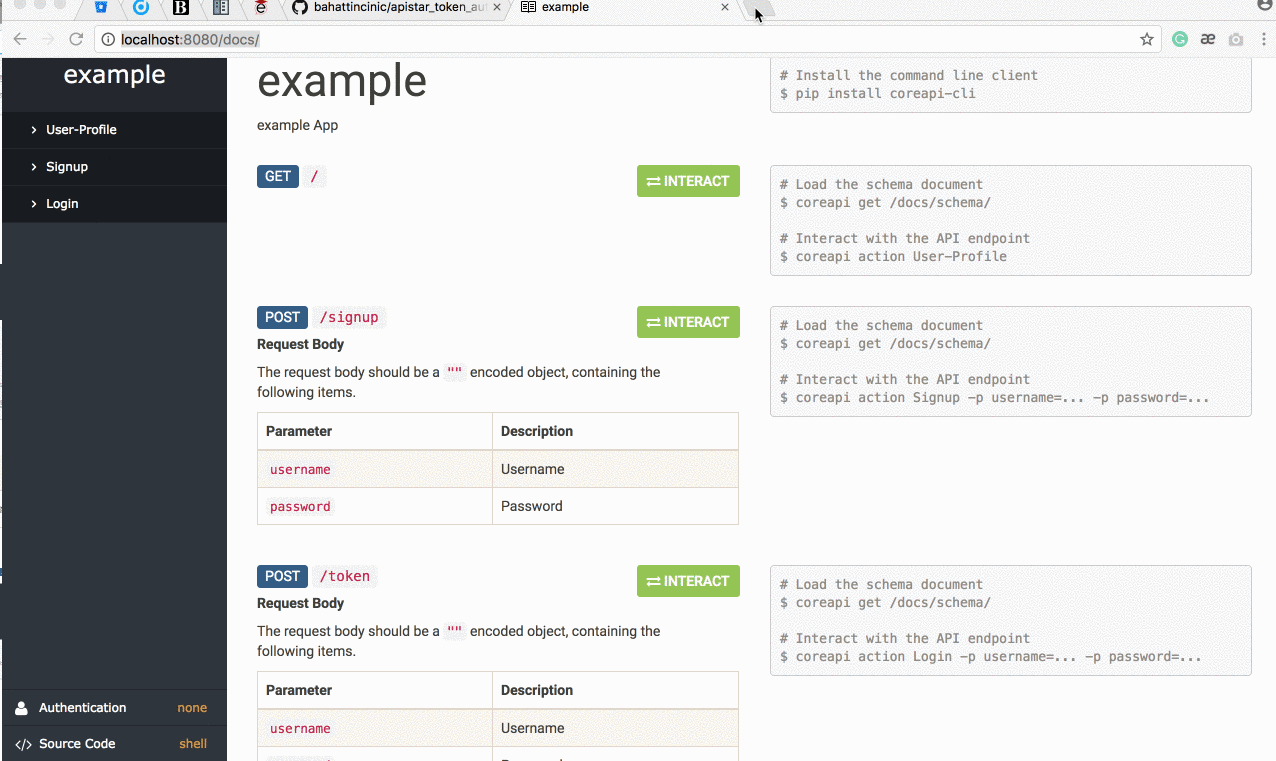 bahattincinic/apistar_token_au
example
localhost:8080/docs/
example
User-Profile
Signup
Login
Authentication none
Source Code shell
example
example App
GET /
INTERACT
POST /signup
INTERACT
Request Body
The request body should be a "" encoded object, containing the
following items.
Parameter Description
username Username
password Password
POST /token
INTERACT
Request Body
The request body should be a "" encoded object, containing the
following items.
Parameter Description
username Username
# Install the command line client
$ pip install coreapi-cli
# Load the schema document
$ coreapi get /docs/schema/
# Interact with the API endpoint
$ coreapi action User-Profile
# Load the schema document
$ coreapi get /docs/schema/
# Interact with the API endpoint
$ coreapi action Signup -p username=... -p password=...
# Load the schema document
$ coreapi get /docs/schema/
# Interact with the API endpoint
$ coreapi action Login -p username=... -p password=...